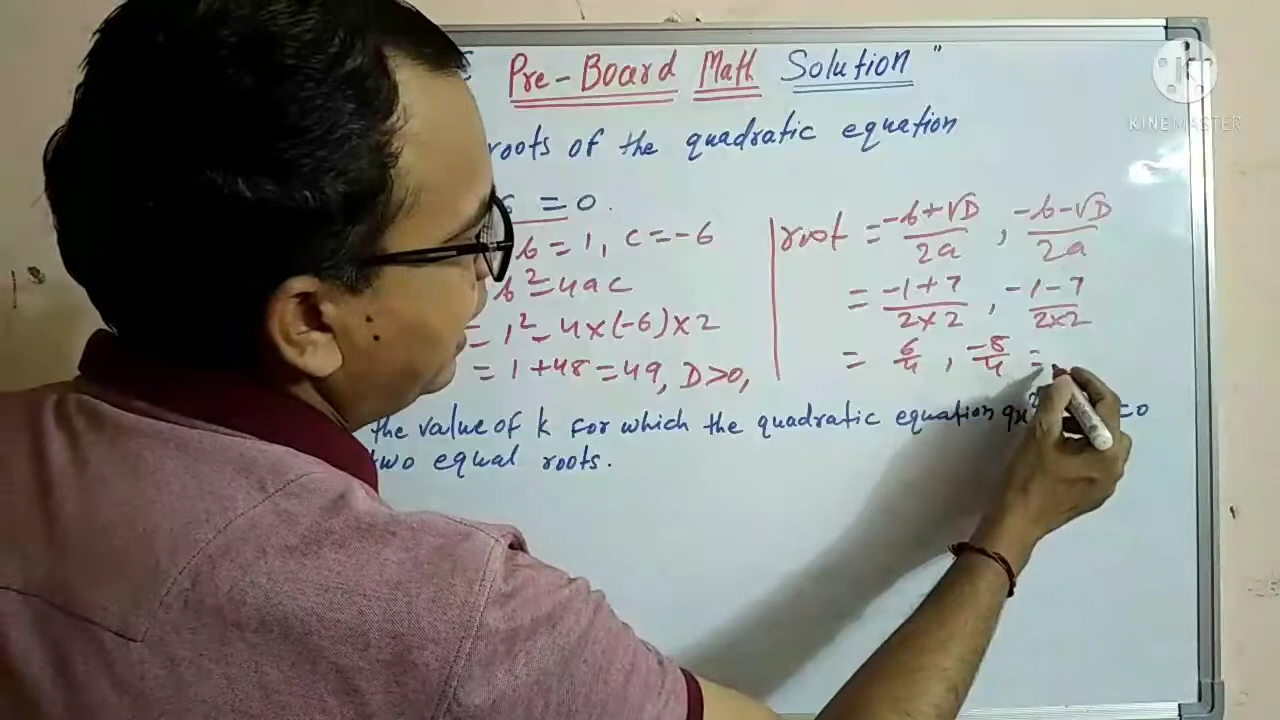 Pre-Board Math Solution"
KINEMASTER
roots of the quadratic equation
= 0.
b = 1, c = -6
b² - 4ac
= 1² - 4×(-6)×2
= 1 + 48 = 49, D>0,
root = -b+√D/2a , -b-√D/2a
= -1+7/2×2 , -1-7/2×2
= 6/4 , -8/4 =
the value of k for which the quadratic equation 9x² =0
two equal roots.